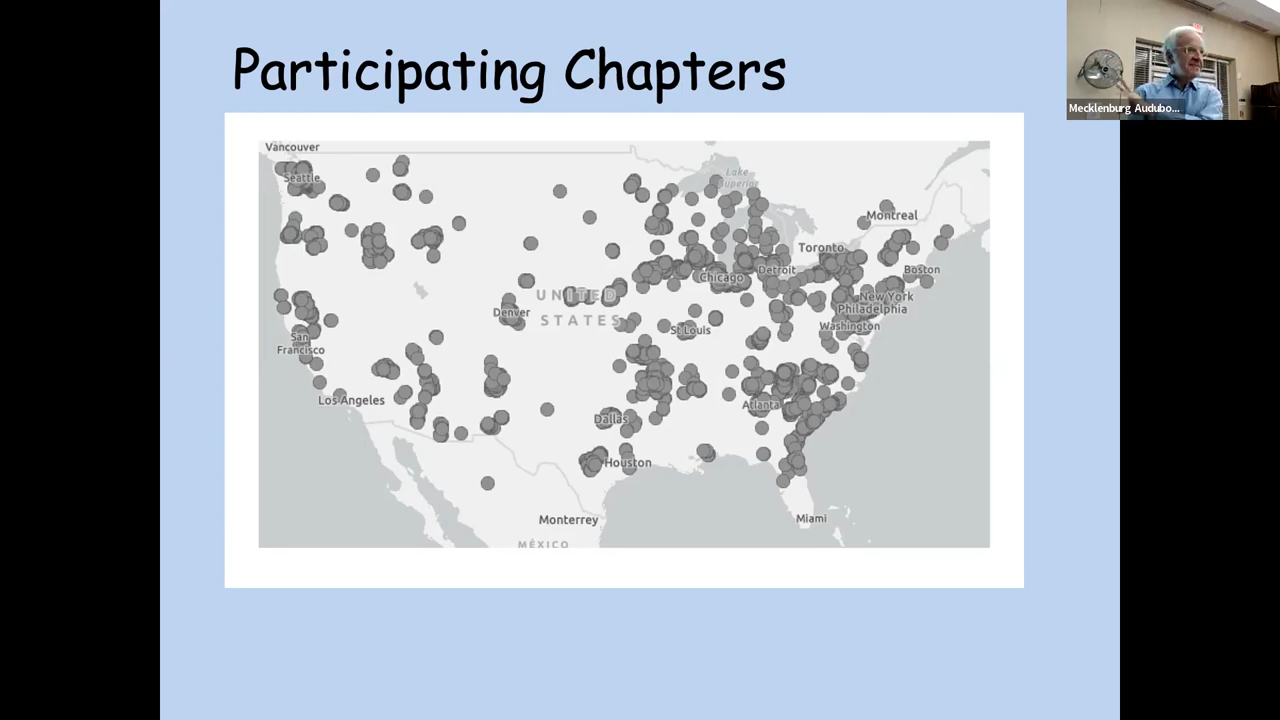 Participating Chapters
Mecklenburg Audubo...
Vancouver
Seattle
Lake
Superior
Montreal
Toronto
Boston
Chicago
Detroit
New York
Philadelphia
UNITED
STATES
Denver
St Louis
Washington
San
Francisco
Los Angeles
Atlanta
Dallas
Houston
Monterrey
Miami
MÉXICO